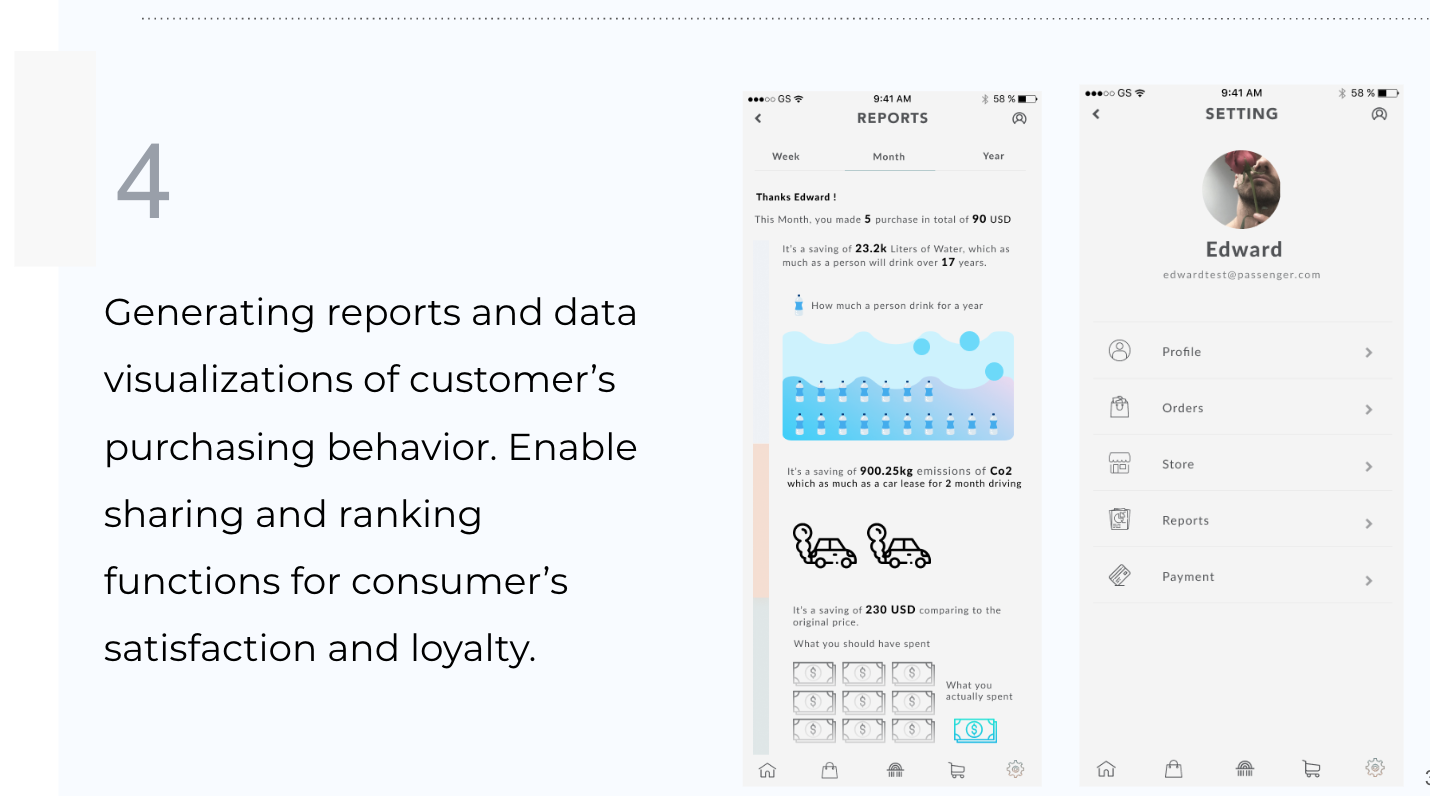 4
Generating reports and data
visualizations of customer’s
purchasing behavior. Enable
sharing and ranking
functions for consumer’s
satisfaction and loyalty.
GS 9:41 AM 58 %
REPORTS
Week Month Year
Thanks Edward !
This Month, you made 5 purchase in total of 90 USD
It’s a saving of 23.2k Liters of Water, which as
much as a person will drink over 17 years.
How much a person drink for a year
It’s a saving of 900.25kg emissions of Co2
which as much as a car lease for 2 month driving
It’s a saving of 230 USD comparing to the
original price.
What you should have spent
What you
actually spent
GS 9:41 AM 58 %
SETTING
Edward
edwardtest@passenger.com
Profile
Orders
Store
Reports
Payment